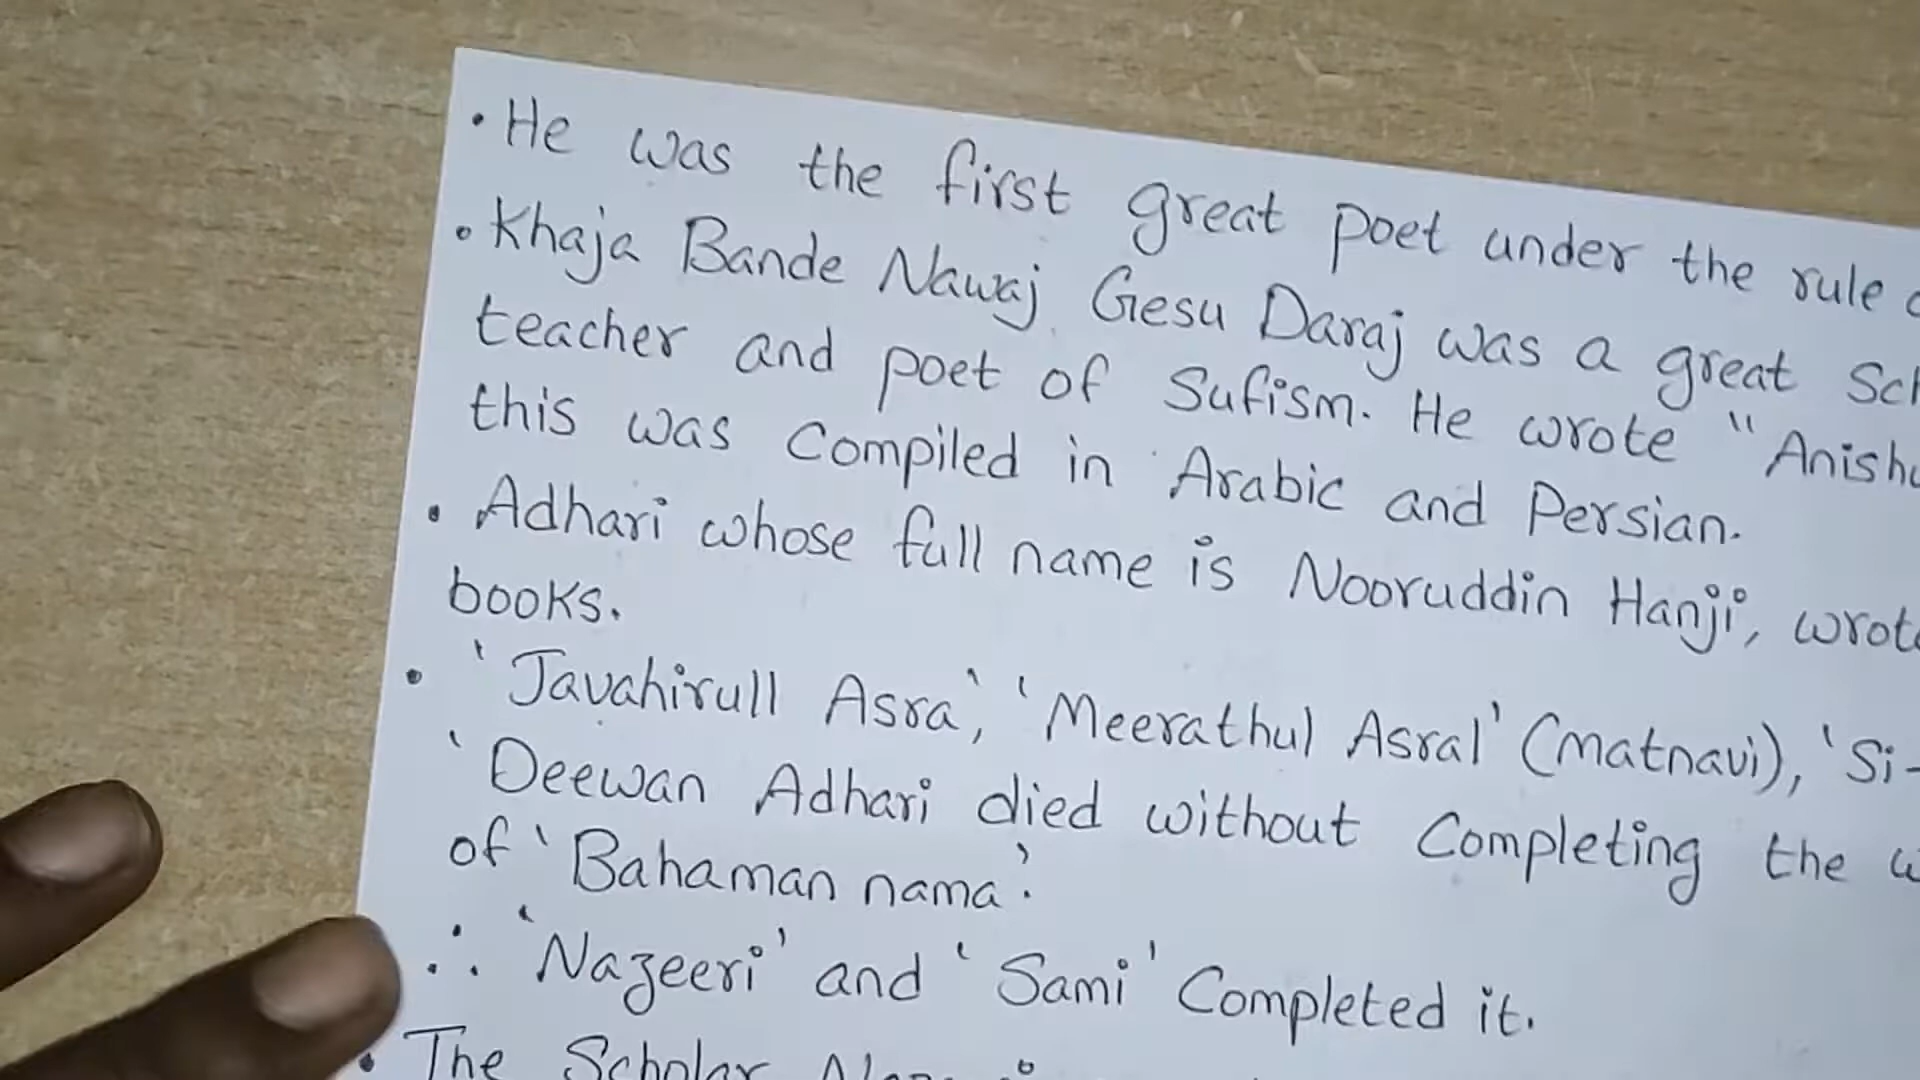 • He was the first great poet under the rule
• Khaja Bande Nawaj Gesu Daraj was a great
teacher and poet of Sufism. He wrote "
this was Compiled in Arabic and Persian.
• Adhari whose full name is Nooruddin Hanji,
books.
• 'Javahirull Asra', 'Meerathul Asral' (Matnavi), 'Si-
'Deewan Adhari died without Completing the
of 'Bahaman nama'.
∴ 'Nazeeri' and 'Sami' Completed it.
• The Scholar